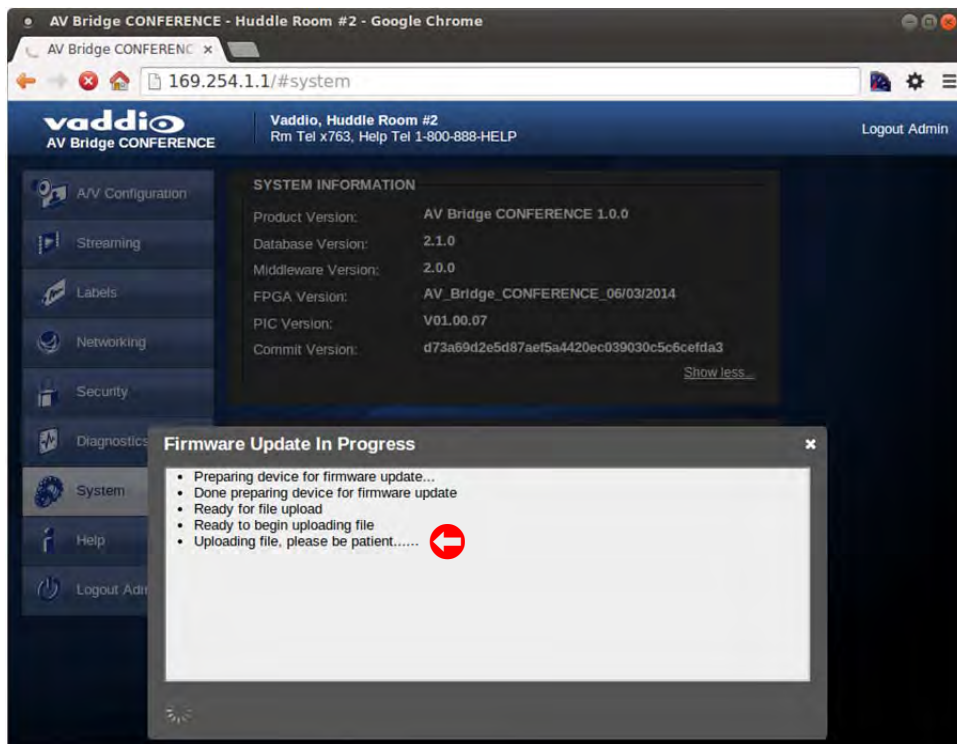 AV Bridge CONFERENCE - Huddle Room #2 - Google Chrome
AV Bridge CONFERENC
169.254.1.1/#system
vaddio
AV Bridge CONFERENCE
Vaddio, Huddle Room #2
Rm Tel x763, Help Tel 1-800-888-HELP
Logout Admin
A/V Configuration
Streaming
Labels
Networking
Security
Diagnostics
System
Help
Logout Adm
SYSTEM INFORMATION
Product Version: AV Bridge CONFERENCE 1.0.0
Database Version: 2.1.0
Middleware Version: 2.0.0
FPGA Version: AV_Bridge_CONFERENCE_06/03/2014
PIC Version: V01.00.07
Commit Version: d73a69d2e5d87aef5a4420ec039030c5c6cefda3
Show less...
Firmware Update In Progress
• Preparing device for firmware update...
• Done preparing device for firmware update
• Ready for file upload
• Ready to begin uploading file
• Uploading file, please be patient......